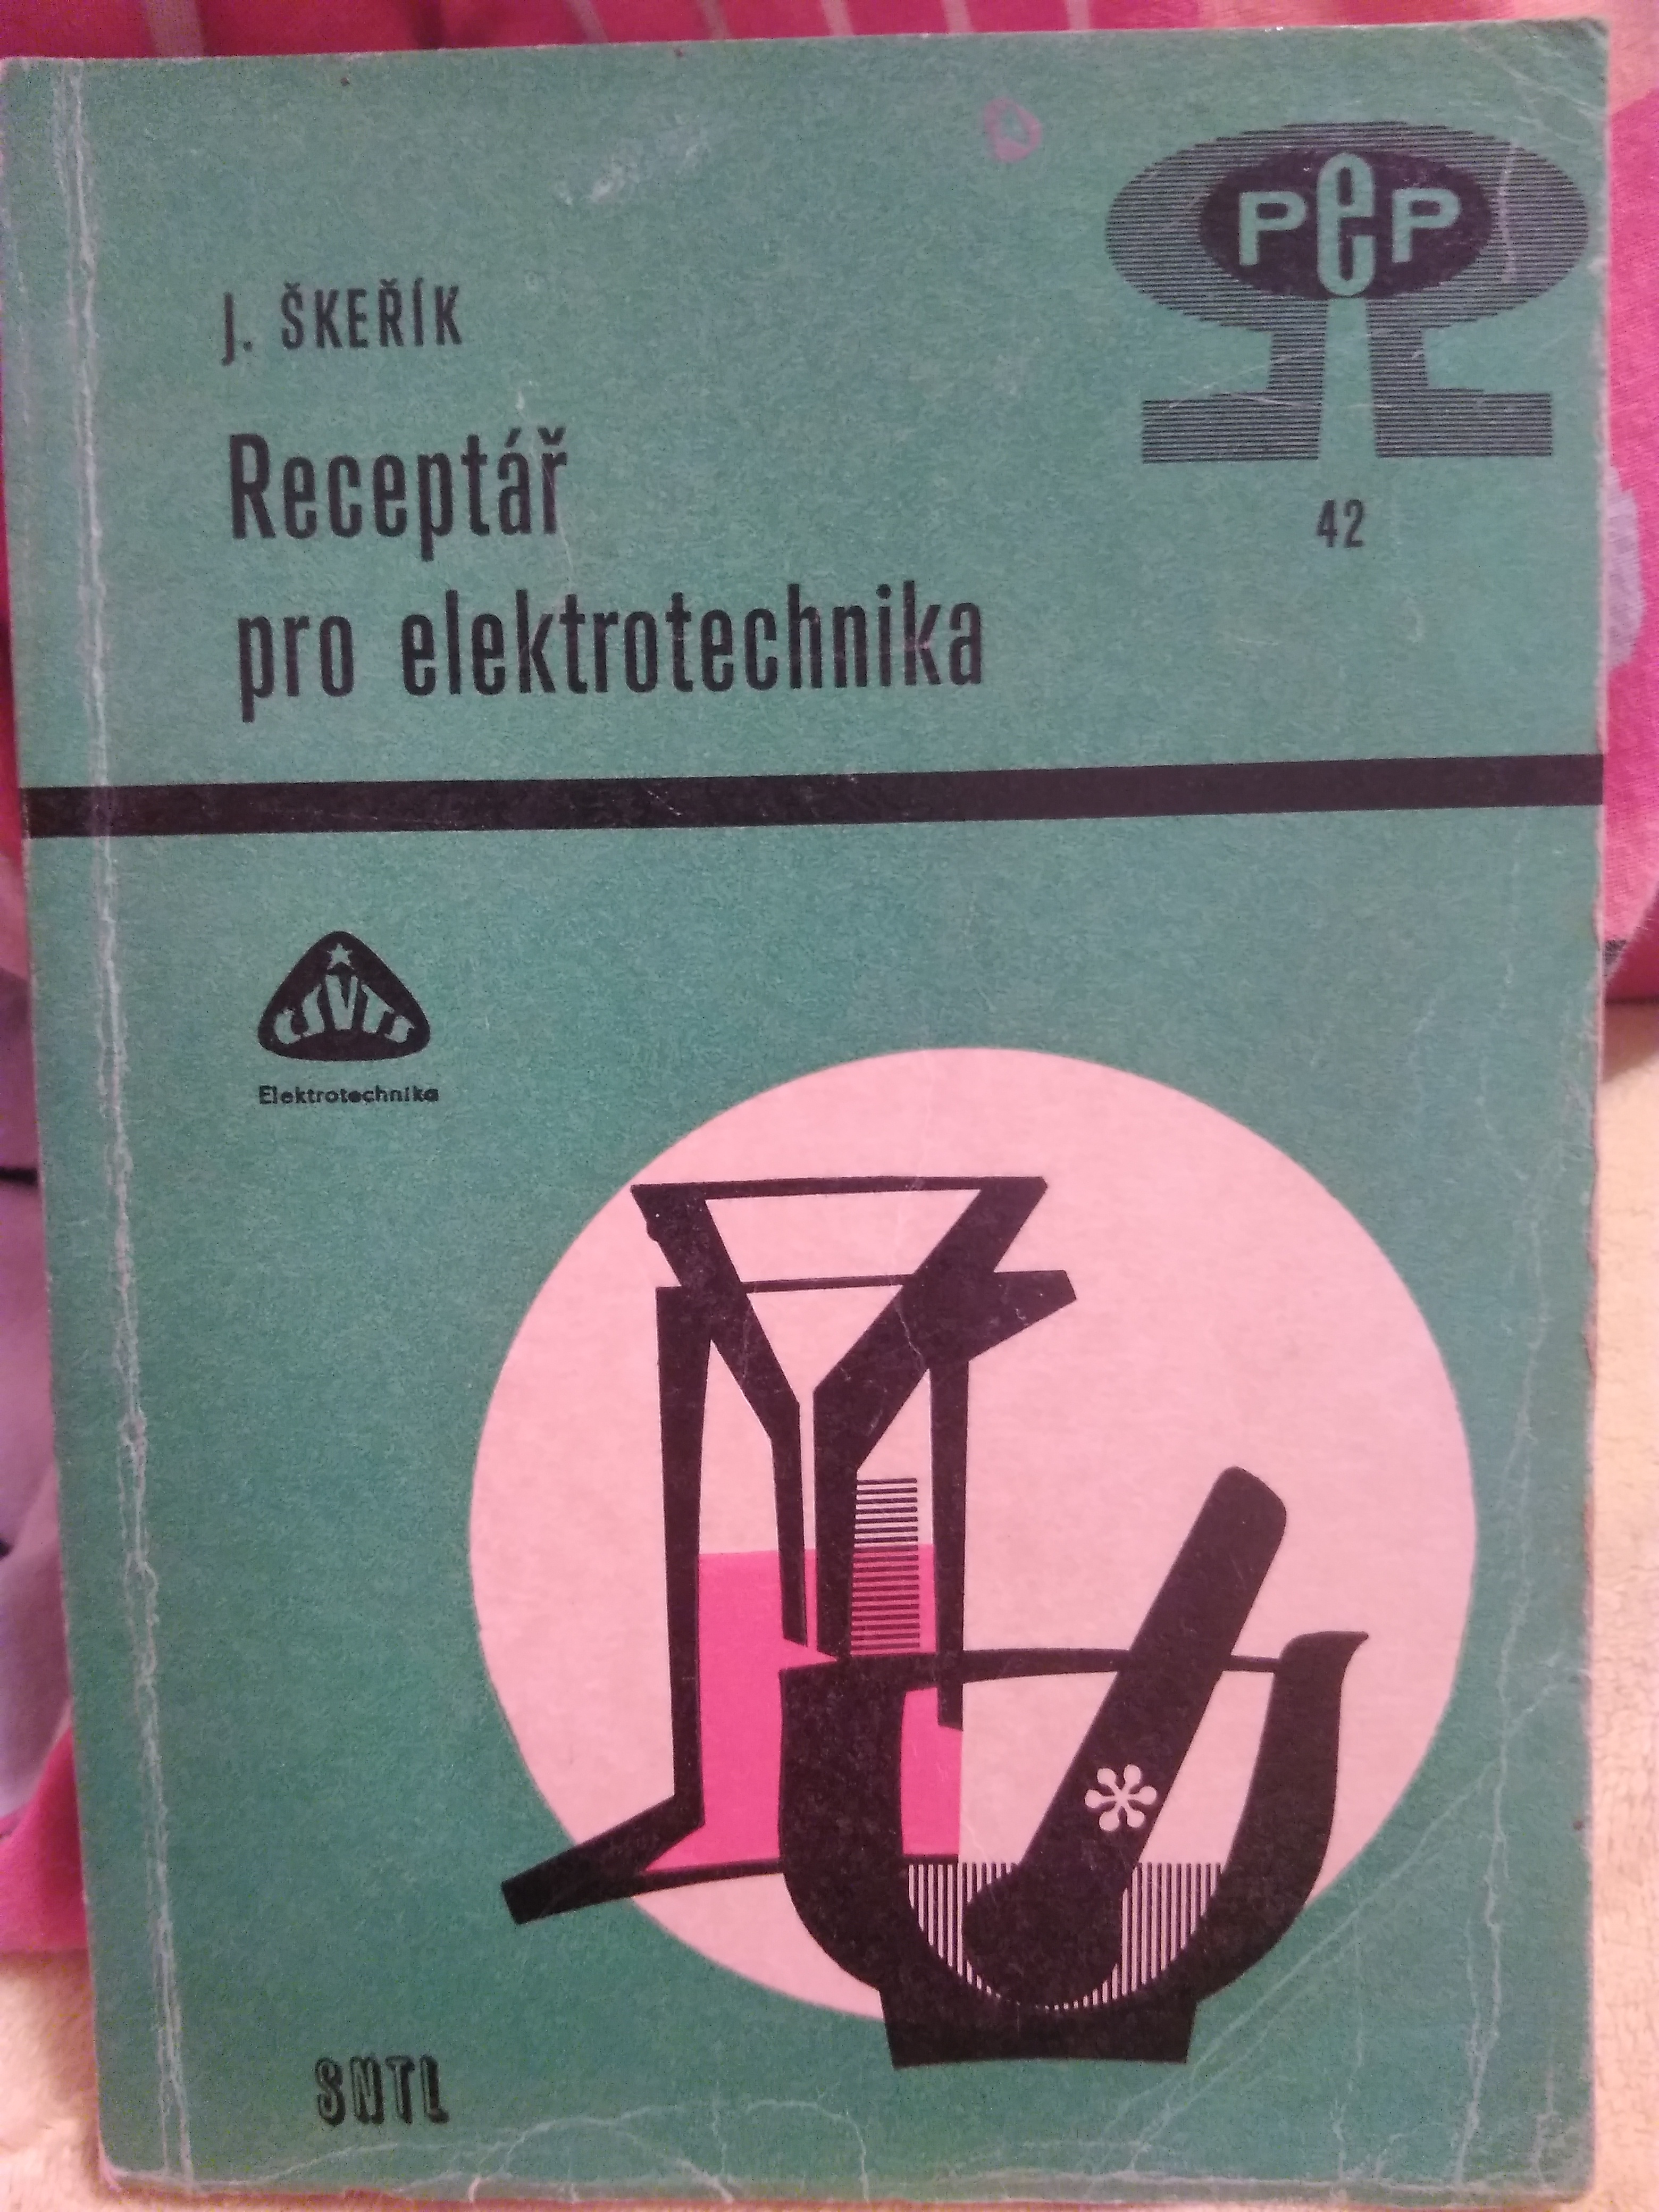 PeP
42
J. ŠKEŘÍK
Receptář
pro elektrotechnika
ČSVTS
Elektrotechnika
SNTL